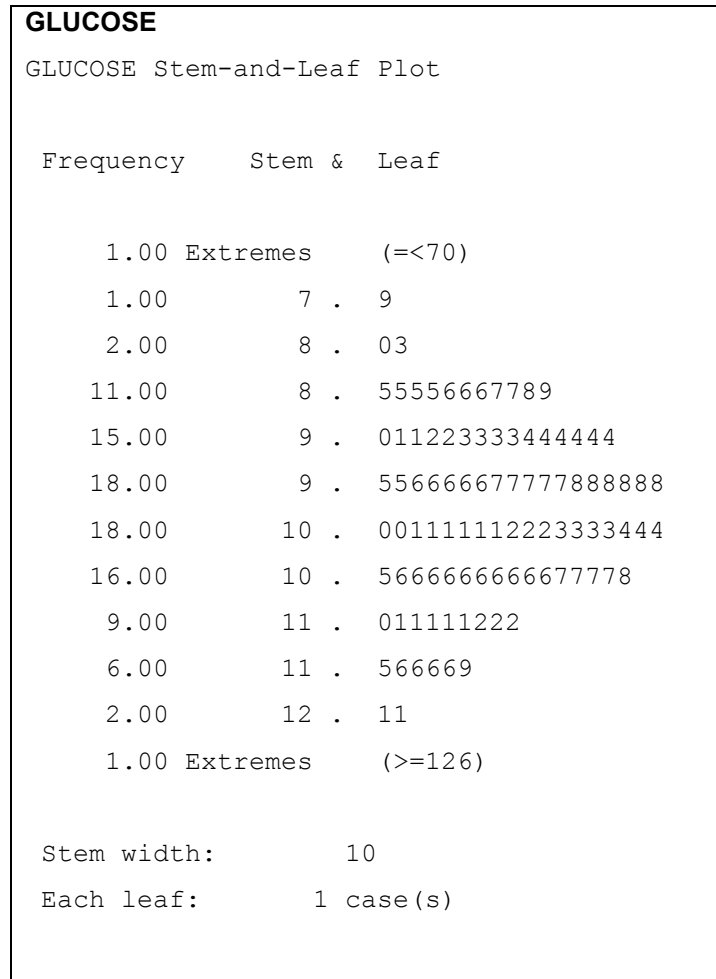 GLUCOSE
GLUCOSE Stem-and-Leaf Plot
Frequency Stem & Leaf
1.00 Extremes (=<70)
1.00 7 . 9
2.00 8 . 03
11.00 8 . 55556667789
15.00 9 . 011223333444444
18.00 9 . 556666677777888888
18.00 10 . 001111112223333444
16.00 10 . 5666666666677778
9.00 11 . 011111222
6.00 11 . 566669
2.00 12 . 11
1.00 Extremes (>=126)
Stem width: 10
Each leaf: 1 case(s)